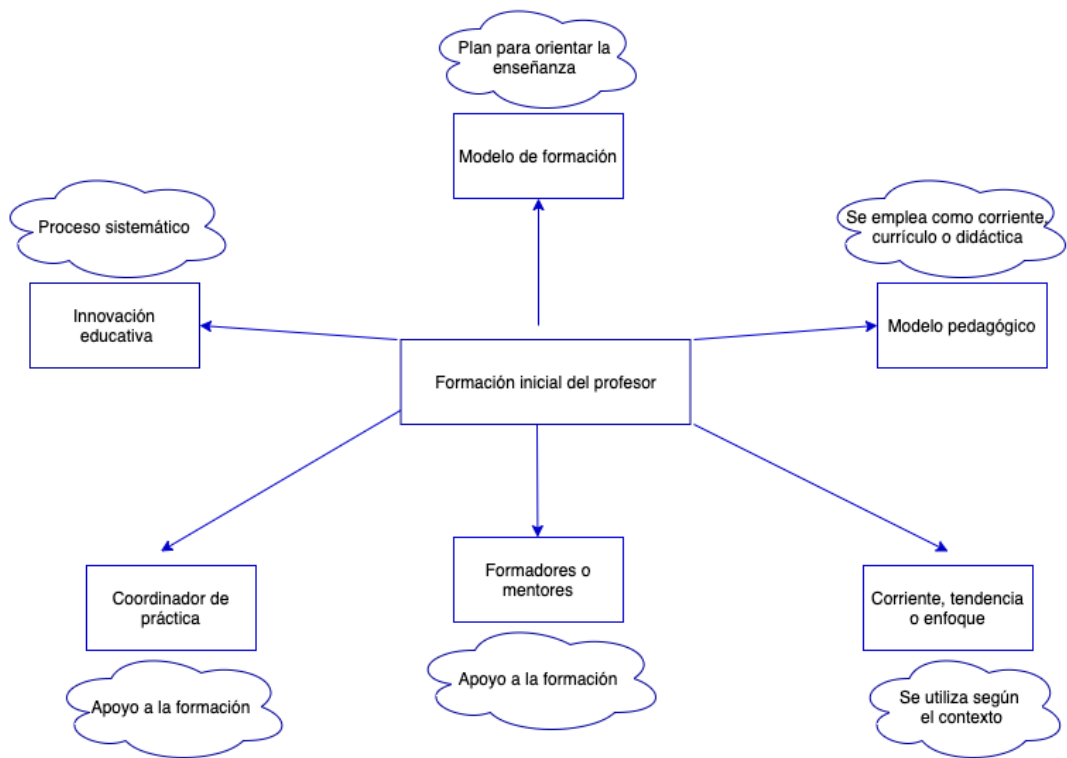 Plan para orientar la
enseñanza
Modelo de formación
Proceso sistemático
Se emplea como corriente,
currículo o didáctica
Innovación
educativa
Modelo pedagógico
Formación inicial del profesor
Coordinador de
práctica
Formadores o
mentores
Corriente, tendencia
o enfoque
Apoyo a la formación
Apoyo a la formación
Se utiliza según
el contexto